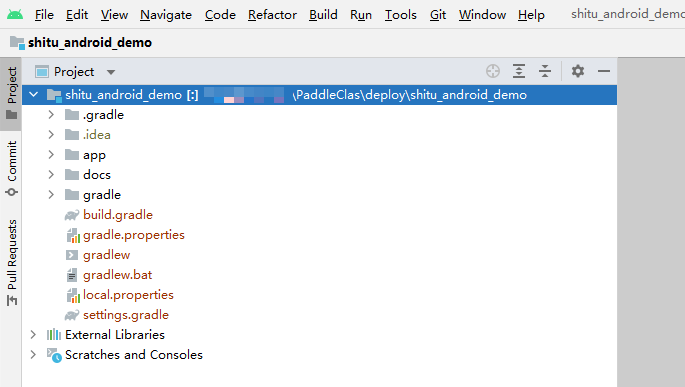 File Edit View Navigate Code Refactor Build Run Tools Git Window Help shitu_android_demo
shitu_android_demo
Project
Commit
Pull Requests
Project
shitu_android_demo [:] \PaddleClas\deploy\shitu_android_demo
.gradle
.idea
app
docs
gradle
build.gradle
gradle.properties
gradlew
gradlew.bat
local.properties
settings.gradle
External Libraries
Scratches and Consoles